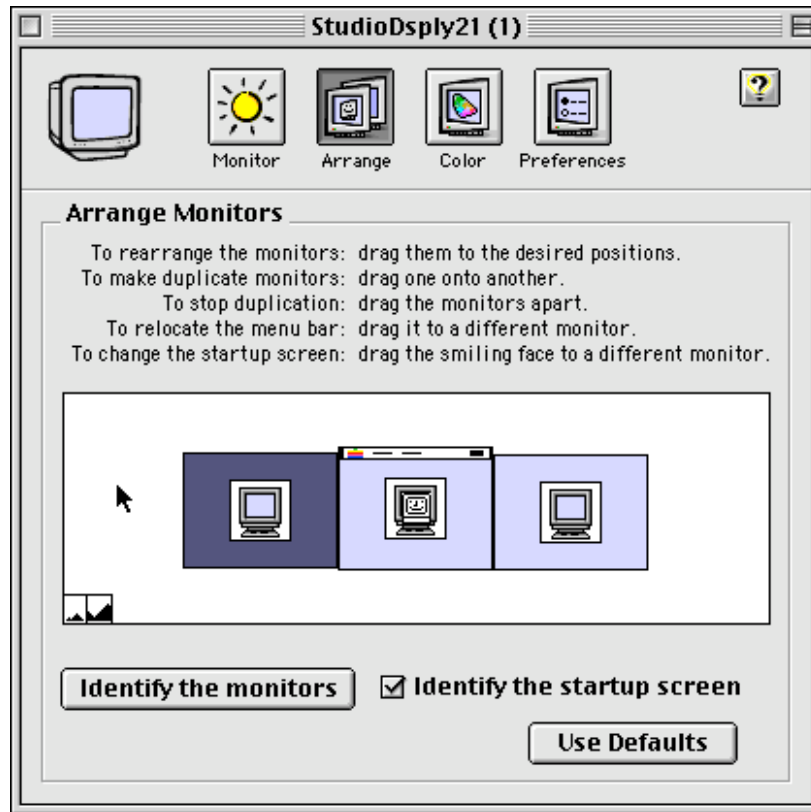 StudioDsply21 (1)
Monitor Arrange Color Preferences
?
Arrange Monitors
To rearrange the monitors: drag them to the desired positions.
To make duplicate monitors: drag one onto another.
To stop duplication: drag the monitors apart.
To relocate the menu bar: drag it to a different monitor.
To change the startup screen: drag the smiling face to a different monitor.
Identify the monitors Identify the startup screen
Use Defaults